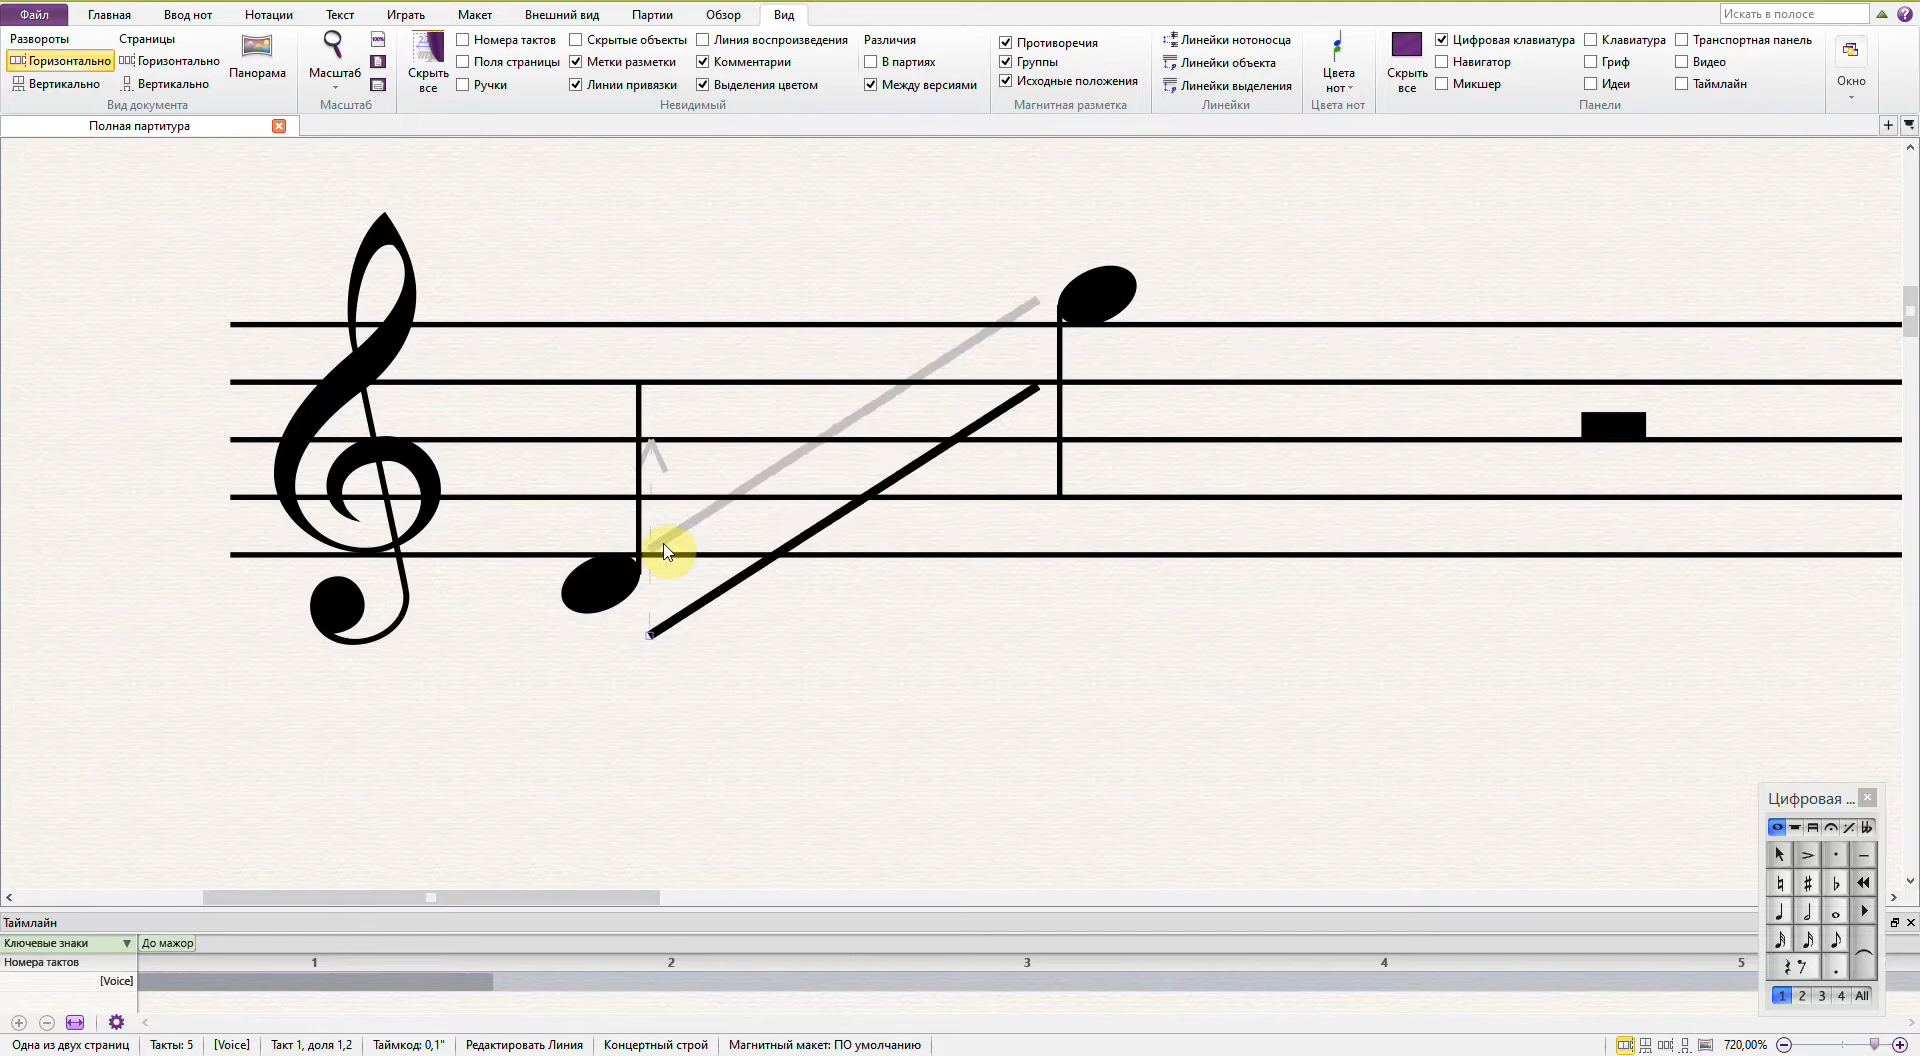 Файл Главная Ввод нот Нотации Текст Играть Макет Внешний вид Партии Обзор Вид Искать в полосе
Развороты Страницы
Горизонтально Горизонтально
Вертикально Вертикально
Вид документа
Панорама
Масштаб
100%
Масштаб
Скрыть все
Номера тактов Скрытые объекты Линия воспроизведения Различия
Поля страницы Метки разметки Комментарии В партиях
Ручки Линии привязки Выделения цветом Между версиями
Невидимый
Противоречия
Группы
Исходные положения
Магнитная разметка
Линейки нотоносца
Линейки объекта
Линейки выделения
Линейки
Цвета нот
Цвета нот
Скрыть все
Цифровая клавиатура Клавиатура Транспортная панель
Навигатор Гриф Видео
Микшер Идеи Таймлайн
Панели
Окно
Полная партитура
Цифровая ...
1 2 3 4 All
Таймлайн
Ключевые знаки До мажор
Номера тактов 1 2 3 4 5
[Voice]
Одна из двух страниц Такты: 5 [Voice] Такт 1, доля 1,2 Таймкод: 0,1" Редактировать Линия Концертный строй Магнитный макет: ПО умолчанию 720,00%